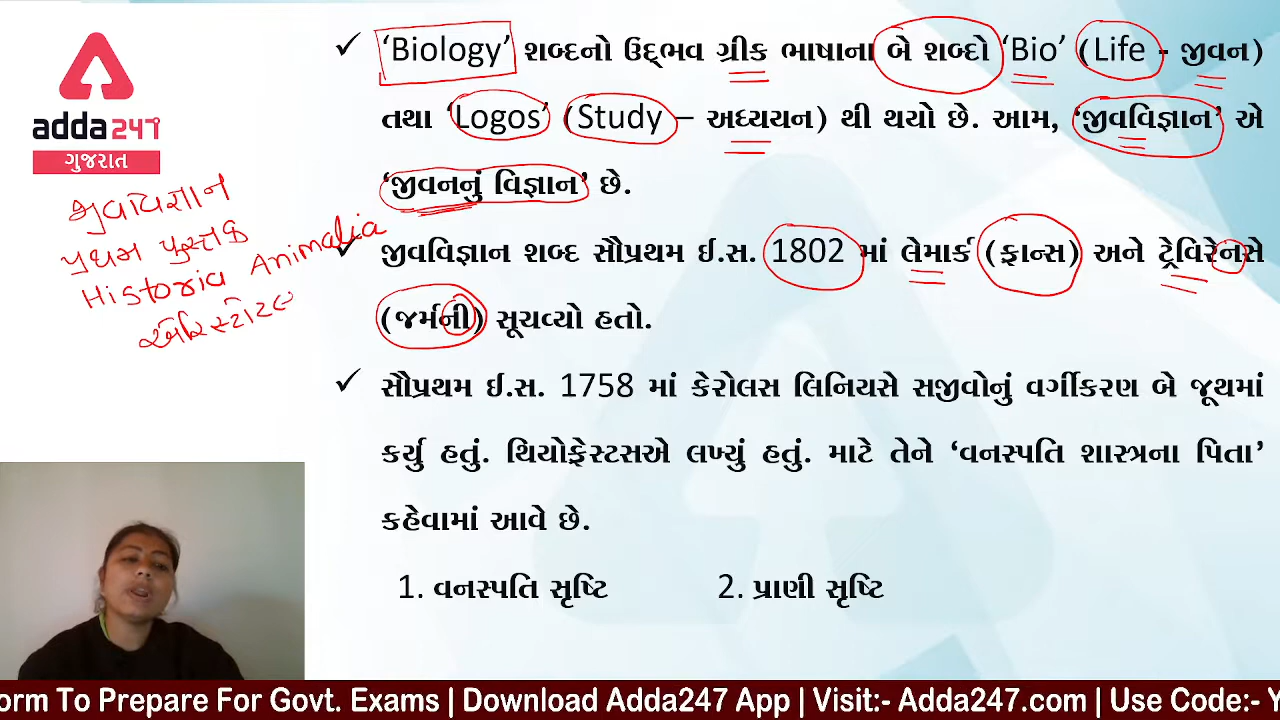 ✓ ‘Biology’ શબ્દનો ઉદ્ભવ ગ્રીક ભાષાના બે શબ્દો ‘Bio’ (Life - જીવન)
તથા ‘Logos’ (Study – અધ્યયન) થી થયો છે. આમ, ‘જીવવિજ્ઞાન’ એ
‘જીવનનું વિજ્ઞાન’ છે.
✓ જીવવિજ્ઞાન શબ્દ સૌપ્રથમ ઈ.સ. 1802 માં લેમાર્ક (ફ્રાન્સ) અને ટ્રેવિરેનસે
(જર્મની) સૂચવ્યો હતો.
✓ સૌપ્રથમ ઈ.સ. 1758 માં કેરોલસ લિનિયસે સજીવોનું વર્ગીકરણ બે જૂથમાં
કર્યુ હતું. થિયોફ્રેસ્ટસએ લખ્યું હતું. માટે તેને ‘વનસ્પતિ શાસ્ત્રના પિતા’
કહેવામાં આવે છે.
1. વનસ્પતિ સૃષ્ટિ 2. પ્રાણી સૃષ્ટિ
adda247
ગુજરાત
પ્રથમ પુસ્તક
Historia Animalia
orm To Prepare For Govt. Exams | Download Adda247 App | Visit:- Adda247.com | Use Code:- Y